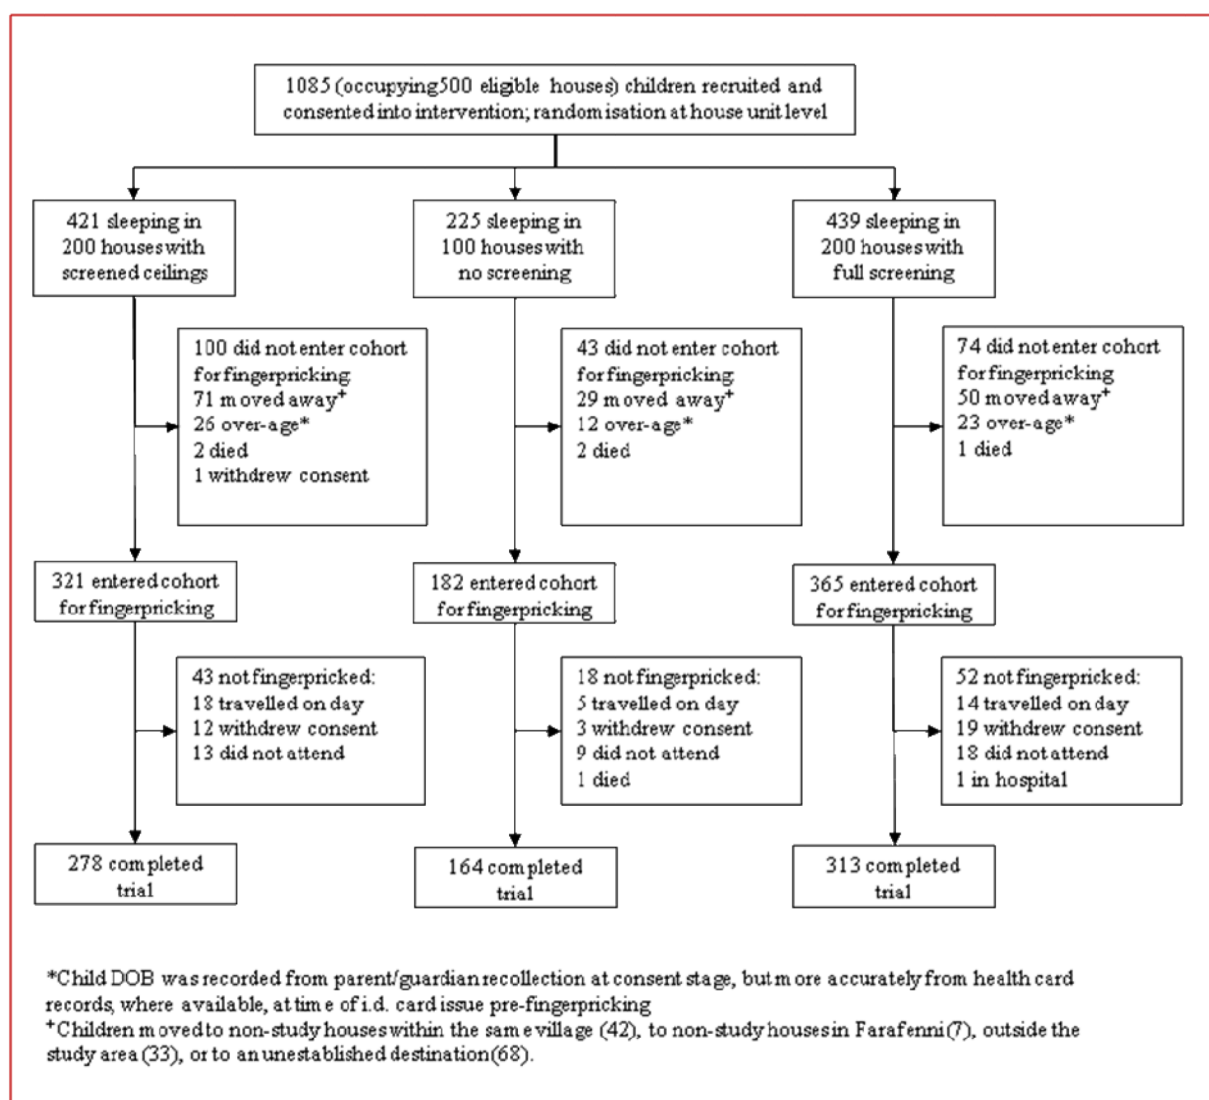 1085 (occupying500 eligible houses) children recruited and
consented into intervention; randomisation at house unit level
421 sleeping in
200 houses with
screened ceilings
225 sleeping in
100 houses with
no screening
439 sleeping in
200 houses with
full screening
100 did not enter cohort
for fingerpricking
71 moved away+
26 over-age*
2 died
1 withdrew consent
43 did not enter cohort
for fingerpricking
29 moved away+
12 over-age*
2 died
74 did not enter cohort
for fingerpricking
50 moved away+
23 over-age*
1 died
321 entered cohort
for fingerpricking
182 entered cohort
for fingerpricking
365 entered cohort
for fingerpricking
43 not fingerpricked:
18 travelled on day
12 withdrew consent
13 did not attend
18 not fingerpricked:
5 travelled on day
3 withdrew consent
9 did not attend
1 died
52 not fingerpricked:
14 travelled on day
19 withdrew consent
18 did not attend
1 in hospital
278 completed
trial
164 completed
trial
313 completed
trial
*Child DOB was recorded from parent/guardian recollection at consent stage, but more accurately from health card
records, where available, at time of i.d. card issue pre-fingerpricking
+Children moved to non-study houses within the same village (42), to non-study houses in Farafenni (7), outside the
study area (33), or to an unestablished destination(68).